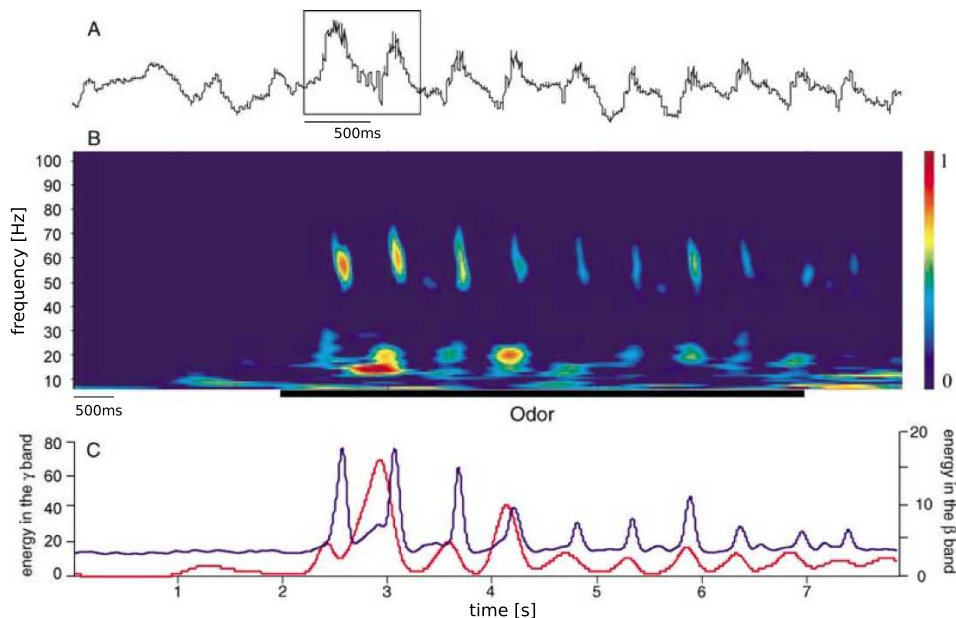 A
500ms
B
frequency [Hz]
100
90
80
70
60
50
40
30
20
10
1
0
500ms
Odor
C
energy in the γ band
80
60
40
20
0
energy in the β band
20
10
0
1 2 3 4 5 6 7
time [s]